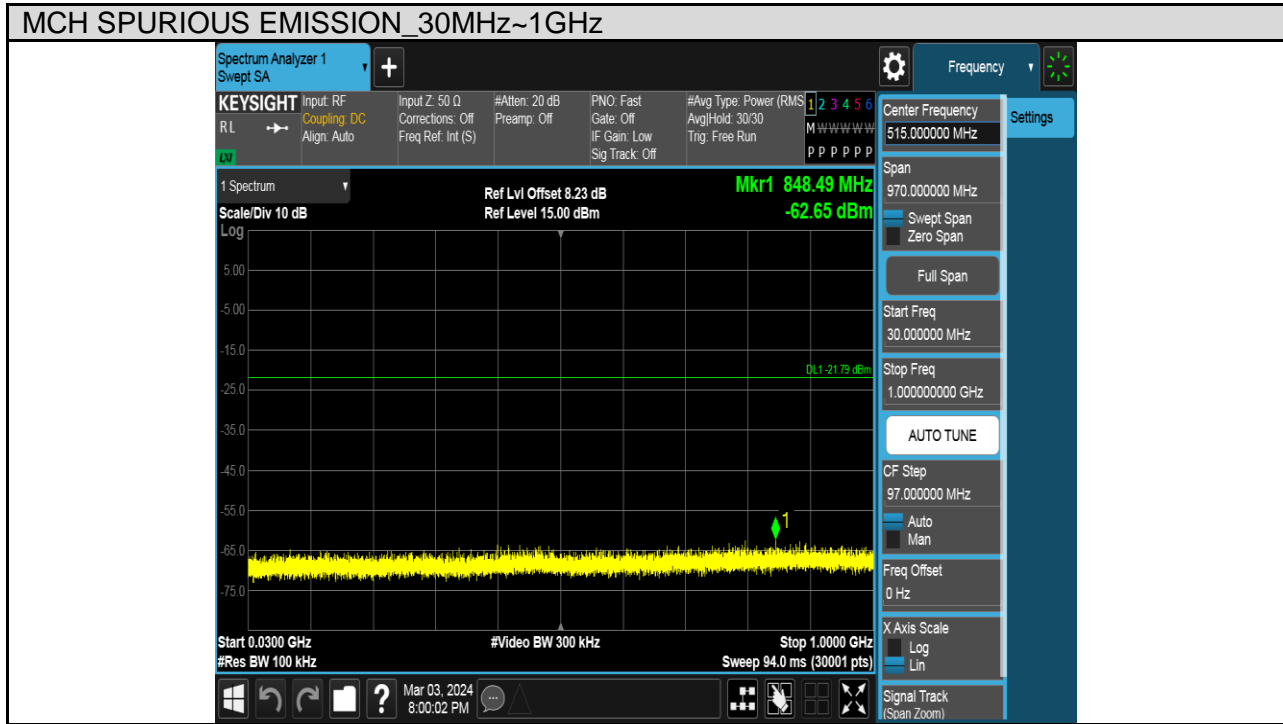 MCH SPURIOUS EMISSION_30MHz~1GHz
Spectrum Analyzer 1
Swept SA
+
Frequency
KEYSIGHT
RL
LXI
Input: RF
Coupling: DC
Align: Auto
Input Z: 50 Ω
Corrections: Off
Freq Ref: Int (S)
#Atten: 20 dB
Preamp: Off
PNO: Fast
Gate: Off
IF Gain: Low
Sig Track: Off
#Avg Type: Power (RMS
Avg|Hold: 30/30
Trig: Free Run
1 2 3 4 5 6
M W W W W W
P P P P P P
1 Spectrum
Scale/Div 10 dB
Ref Lvl Offset 8.23 dB
Ref Level 15.00 dBm
Mkr1 848.49 MHz
-62.65 dBm
Log
5.00
-5.00
-15.0
DL1 -21.79 dBm
-25.0
-35.0
-45.0
-55.0
1
-65.0
-75.0
Start 0.0300 GHz
#Res BW 100 kHz
#Video BW 300 kHz
Stop 1.0000 GHz
Sweep 94.0 ms (30001 pts)
Center Frequency
515.000000 MHz
Settings
Span
970.000000 MHz
Swept Span
Zero Span
Full Span
Start Freq
30.000000 MHz
Stop Freq
1.000000000 GHz
AUTO TUNE
CF Step
97.000000 MHz
Auto
Man
Freq Offset
0 Hz
X Axis Scale
Log
Lin
Signal Track
(Span Zoom)
?
Mar 03, 2024
8:00:02 PM